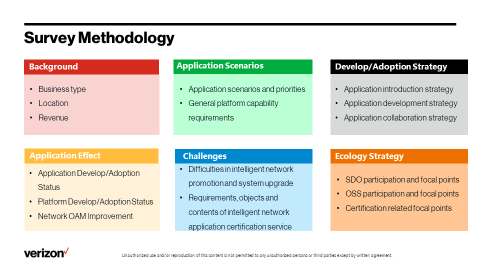 Survey Methodology
Background
• Business type
• Location
• Revenue
Application Scenarios
• Application scenarios and priorities
• General platform capability
requirements
Develop/Adoption Strategy
• Application introduction strategy
• Application development strategy
• Application collaboration strategy
Application Effect
• Application Develop/Adoption
Status
• Platform Develop/Adoption Status
• Network OAM Improvement
Challenges
• Difficulties in intelligent network
promotion and system upgrade
• Requirements, objects and
contents of intelligent network
application certification service
Ecology Strategy
• SDO participation and focal points
• OSS participation and focal points
• Certification related focal points
verizon
Unauthorized use and/or reproduction of this content is not permitted to any unauthorized persons or third parties except by written agreement.